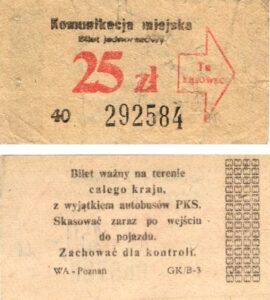 Komunikacja miejska
Bilet jednorazowy
25 zł
Tu
kasować
40 292584
Bilet ważny na terenie
całego kraju,
z wyjątkiem autobusów PKS.
Skasować zaraz po wejściu
do pojazdu.
Zachować dla kontroli.
WA - Poznań GK/B-3